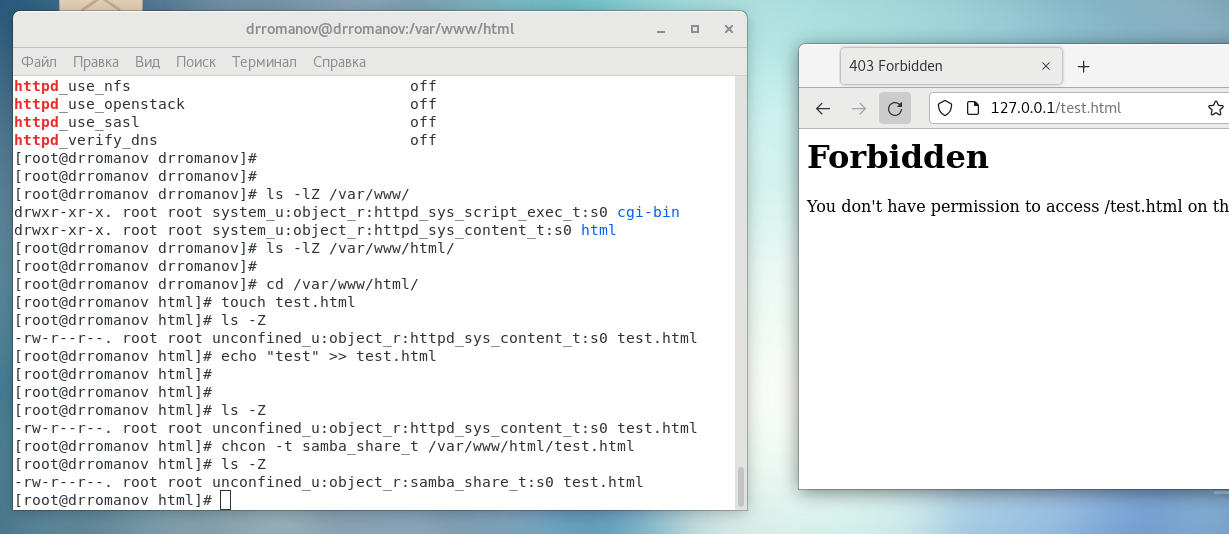 drromanov@drromanov:/var/www/html
Файл Правка Вид Поиск Терминал Справка
httpd_use_nfs off
httpd_use_openstack off
httpd_use_sasl off
httpd_verify_dns off
[root@drromanov drromanov]#
[root@drromanov drromanov]#
[root@drromanov drromanov]# ls -lZ /var/www/
drwxr-xr-x. root root system_u:object_r:httpd_sys_script_exec_t:s0 cgi-bin
drwxr-xr-x. root root system_u:object_r:httpd_sys_content_t:s0 html
[root@drromanov drromanov]# ls -lZ /var/www/html/
[root@drromanov drromanov]#
[root@drromanov drromanov]# cd /var/www/html/
[root@drromanov html]# touch test.html
[root@drromanov html]# ls -Z
-rw-r--r--. root root unconfined_u:object_r:httpd_sys_content_t:s0 test.html
[root@drromanov html]# echo "test" >> test.html
[root@drromanov html]#
[root@drromanov html]#
[root@drromanov html]# ls -Z
-rw-r--r--. root root unconfined_u:object_r:httpd_sys_content_t:s0 test.html
[root@drromanov html]# chcon -t samba_share_t /var/www/html/test.html
[root@drromanov html]# ls -Z
-rw-r--r--. root root unconfined_u:object_r:samba_share_t:s0 test.html
[root@drromanov html]#
403 Forbidden
127.0.0.1/test.html
Forbidden
You don't have permission to access /test.html on th